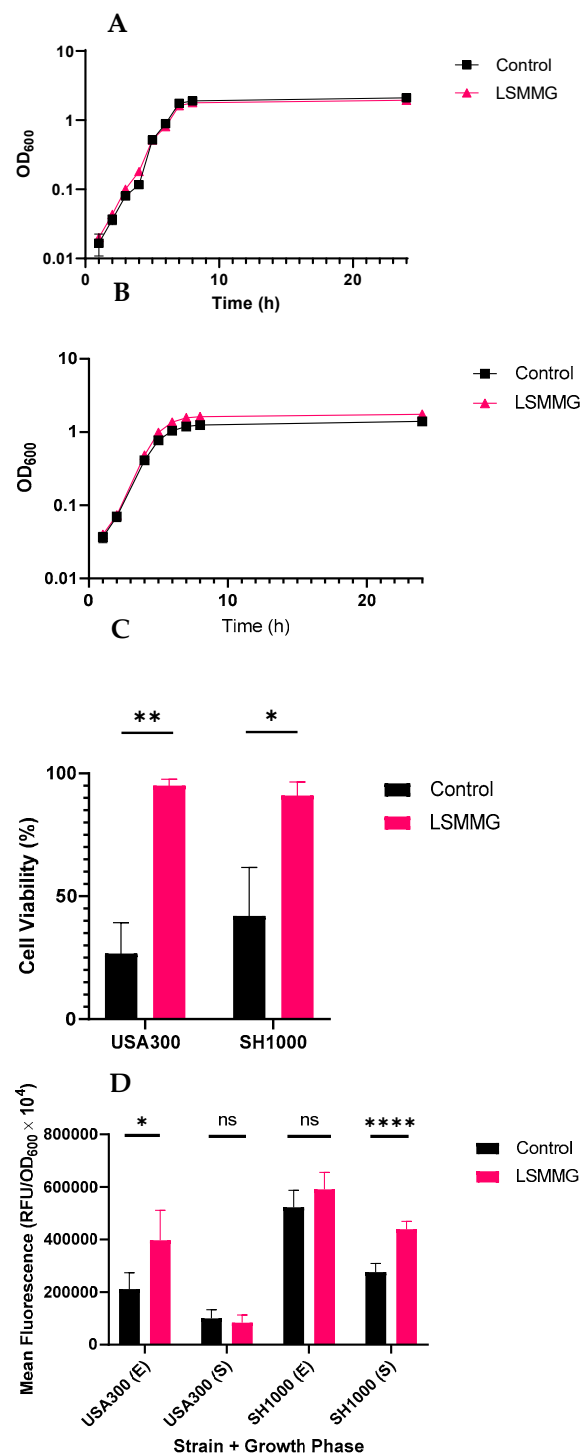 A
10
1
0.1
0.01
OD600
0
10
20
Time (h)
Control
LSMMG
B
10
1
0.1
0.01
OD600
0
10
20
Time (h)
Control
LSMMG
C
**
*
100
50
0
Cell Viability (%)
USA300
SH1000
Control
LSMMG
D
*
ns
ns
****
800000
600000
400000
200000
0
Mean Fluorescence (RFU/OD600 × 10⁴)
USA300 (E)
USA300 (S)
SH1000 (E)
SH1000 (S)
Strain + Growth Phase
Control
LSMMG